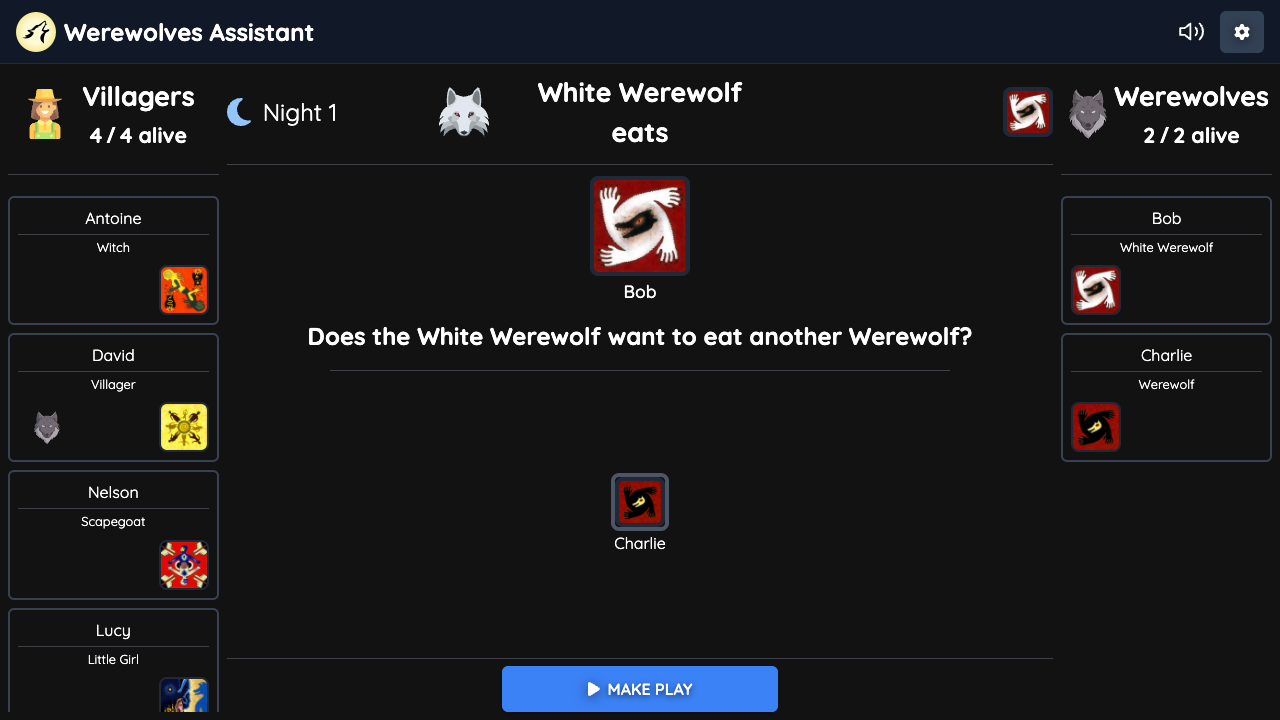 Werewolves Assistant
Villagers
4 / 4 alive
Night 1
White Werewolf
eats
Werewolves
2 / 2 alive
Antoine
Witch
David
Villager
Nelson
Scapegoat
Lucy
Little Girl
Bob
Does the White Werewolf want to eat another Werewolf?
Charlie
MAKE PLAY
Bob
White Werewolf
Charlie
Werewolf